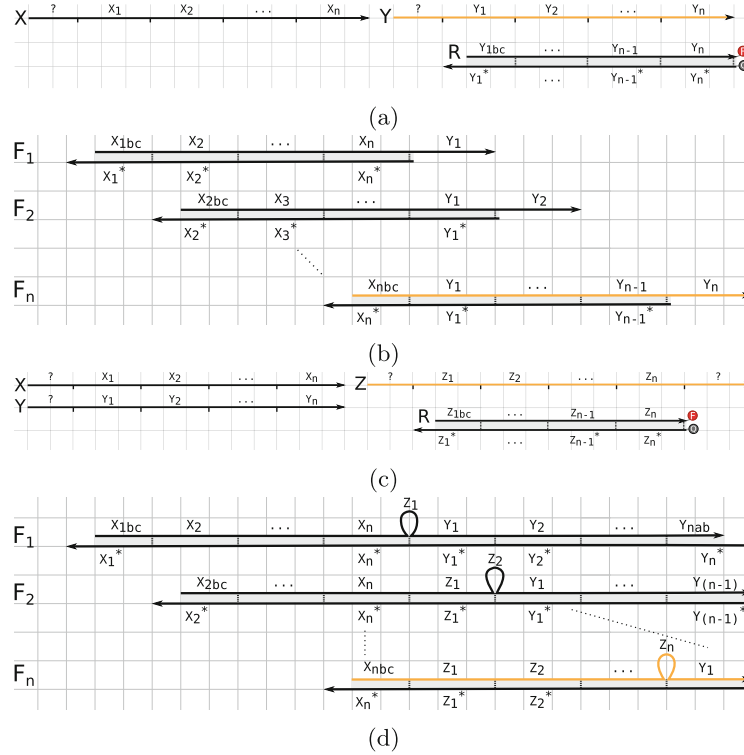 X ? X1 X2 ... Xn Y ? Y1 Y2 ... Yn
R Y1bc ... Yn-1 Yn F
Y1* ... Yn-1* Yn* Q
(a)
F1 X1bc X2 ... Xn Y1
X1* X2* Xn*
F2 X2bc X3 ... Y1 Y2
X2* X3* Y1*
Fn Xnbc Y1 ... Yn-1 Yn
Xn* Y1* Yn-1*
(b)
X ? X1 X2 ... Xn Z ? Z1 Z2 ... Zn ?
Y ? Y1 Y2 ... Yn
R Z1bc ... Zn-1 Zn F
Z1* ... Zn-1* Zn* Q
(c)
Z1
F1 X1bc X2 ... Xn Y1 Y2 ... Ynab
X1* Xn* Y1* Y2* Yn*
Z2
F2 X2bc ... Xn Z1 Y1 ... Y(n-1)
X2* Xn* Z1* Y1* Y(n-1)*
Zn
Fn Xnbc Z1 Z2 ... Y1
Xn* Z1* Z2*
(d)